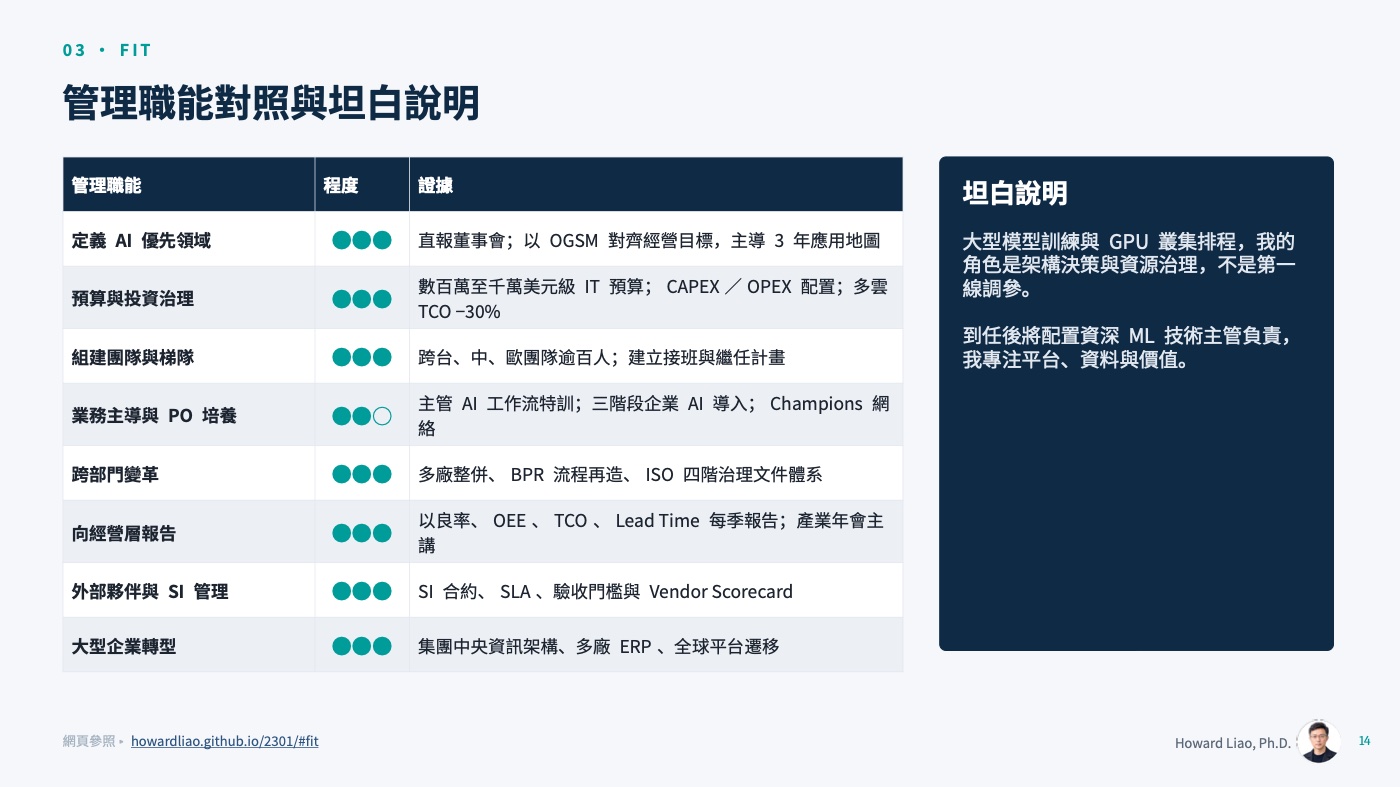 03 · FIT
管理職能對照與坦白說明
管理職能 程度 證據
定義 AI 優先領域 ●●● 直報董事會；以 OGSM 對齊經營目標，主導 3 年應用地圖
預算與投資治理 ●●● 數百萬至千萬美元級 IT 預算； CAPEX ／ OPEX 配置；多雲
TCO −30%
組建團隊與梯隊 ●●● 跨台、中、歐團隊逾百人；建立接班與繼任計畫
業務主導與 PO 培養 ●●○ 主管 AI 工作流特訓；三階段企業 AI 導入； Champions 網
絡
跨部門變革 ●●● 多廠整併、 BPR 流程再造、 ISO 四階治理文件體系
向經營層報告 ●●● 以良率、 OEE 、 TCO 、 Lead Time 每季報告；產業年會主
講
外部夥伴與 SI 管理 ●●● SI 合約、 SLA 、驗收門檻與 Vendor Scorecard
大型企業轉型 ●●● 集團中央資訊架構、多廠 ERP 、全球平台遷移
坦白說明
大型模型訓練與 GPU 叢集排程，我的
角色是架構決策與資源治理，不是第一
線調參。
到任後將配置資深 ML 技術主管負責，
我專注平台、資料與價值。
網頁參照 ▸ howardliao.github.io/2301/#fit
Howard Liao, Ph.D.
14